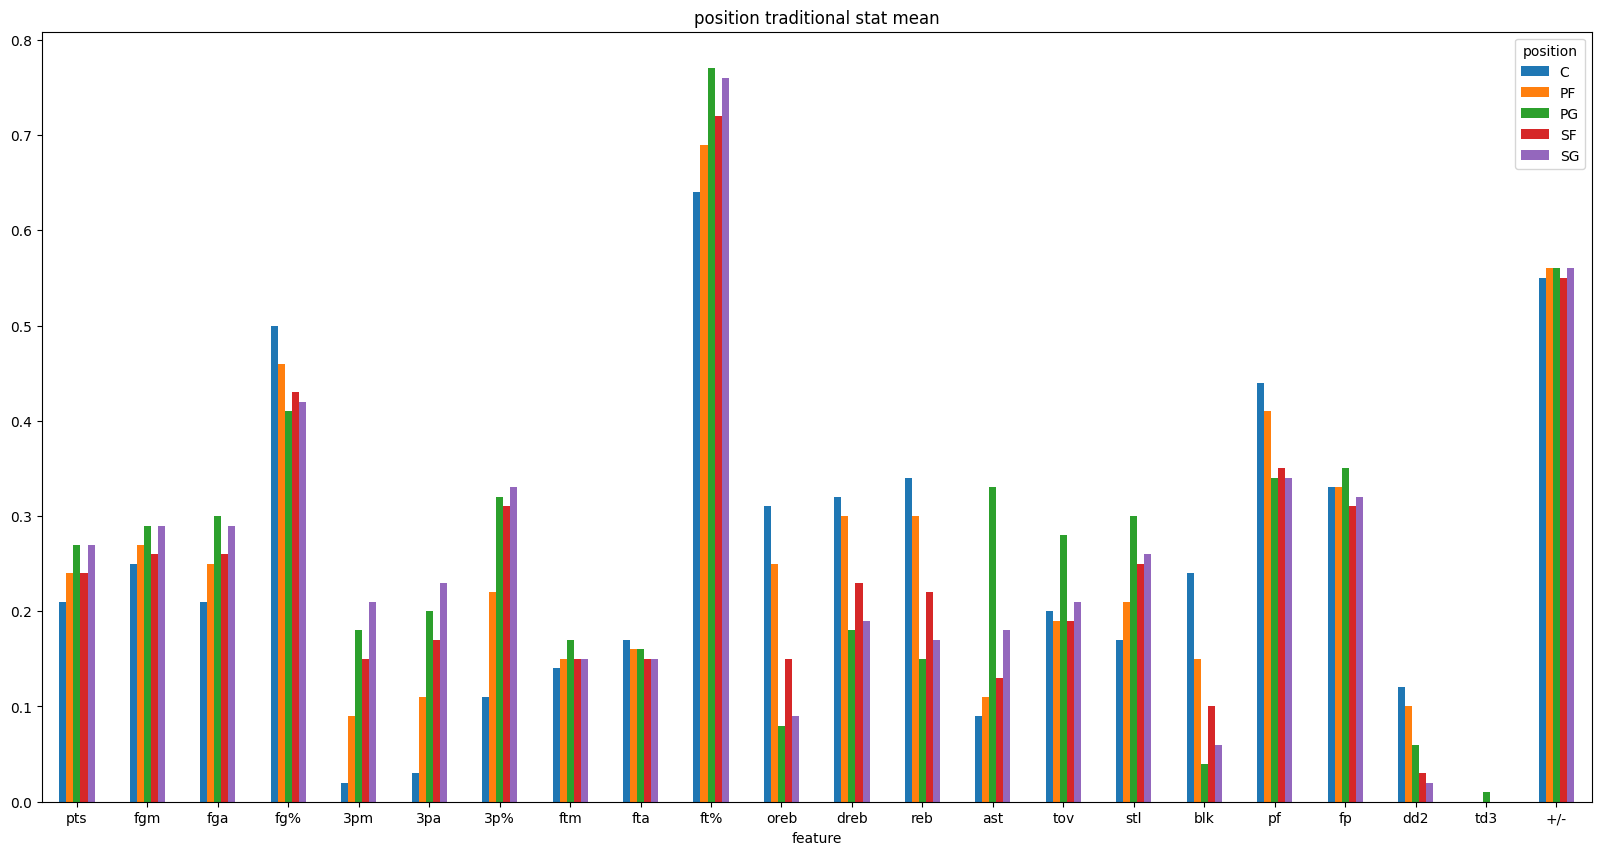 position traditional stat mean
0.8
0.7
0.6
0.5
0.4
0.3
0.2
0.1
0.0
position
C
PF
PG
SF
SG
pts fgm fga fg% 3pm 3pa 3p% ftm fta ft% oreb dreb reb ast tov stl blk pf fp dd2 td3 +/-
feature